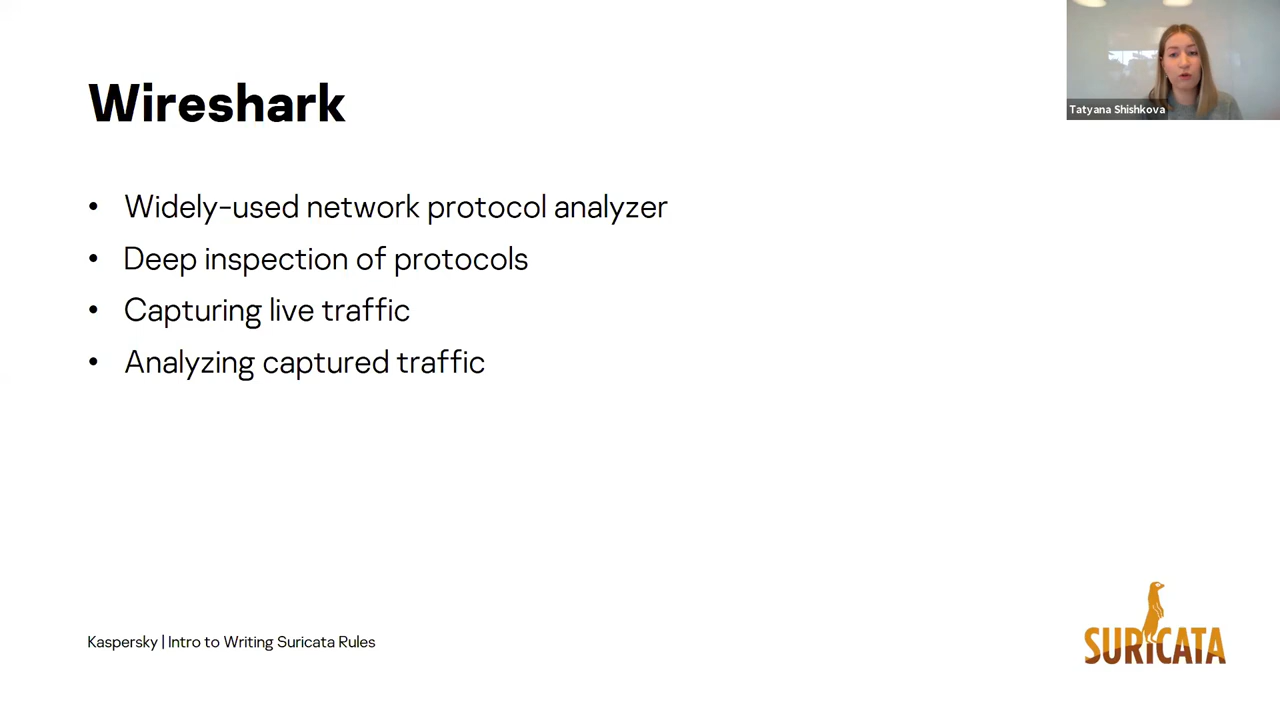 Tatyana Shishkova
Wireshark
• Widely-used network protocol analyzer
• Deep inspection of protocols
• Capturing live traffic
• Analyzing captured traffic
Kaspersky | Intro to Writing Suricata Rules
SURICATA